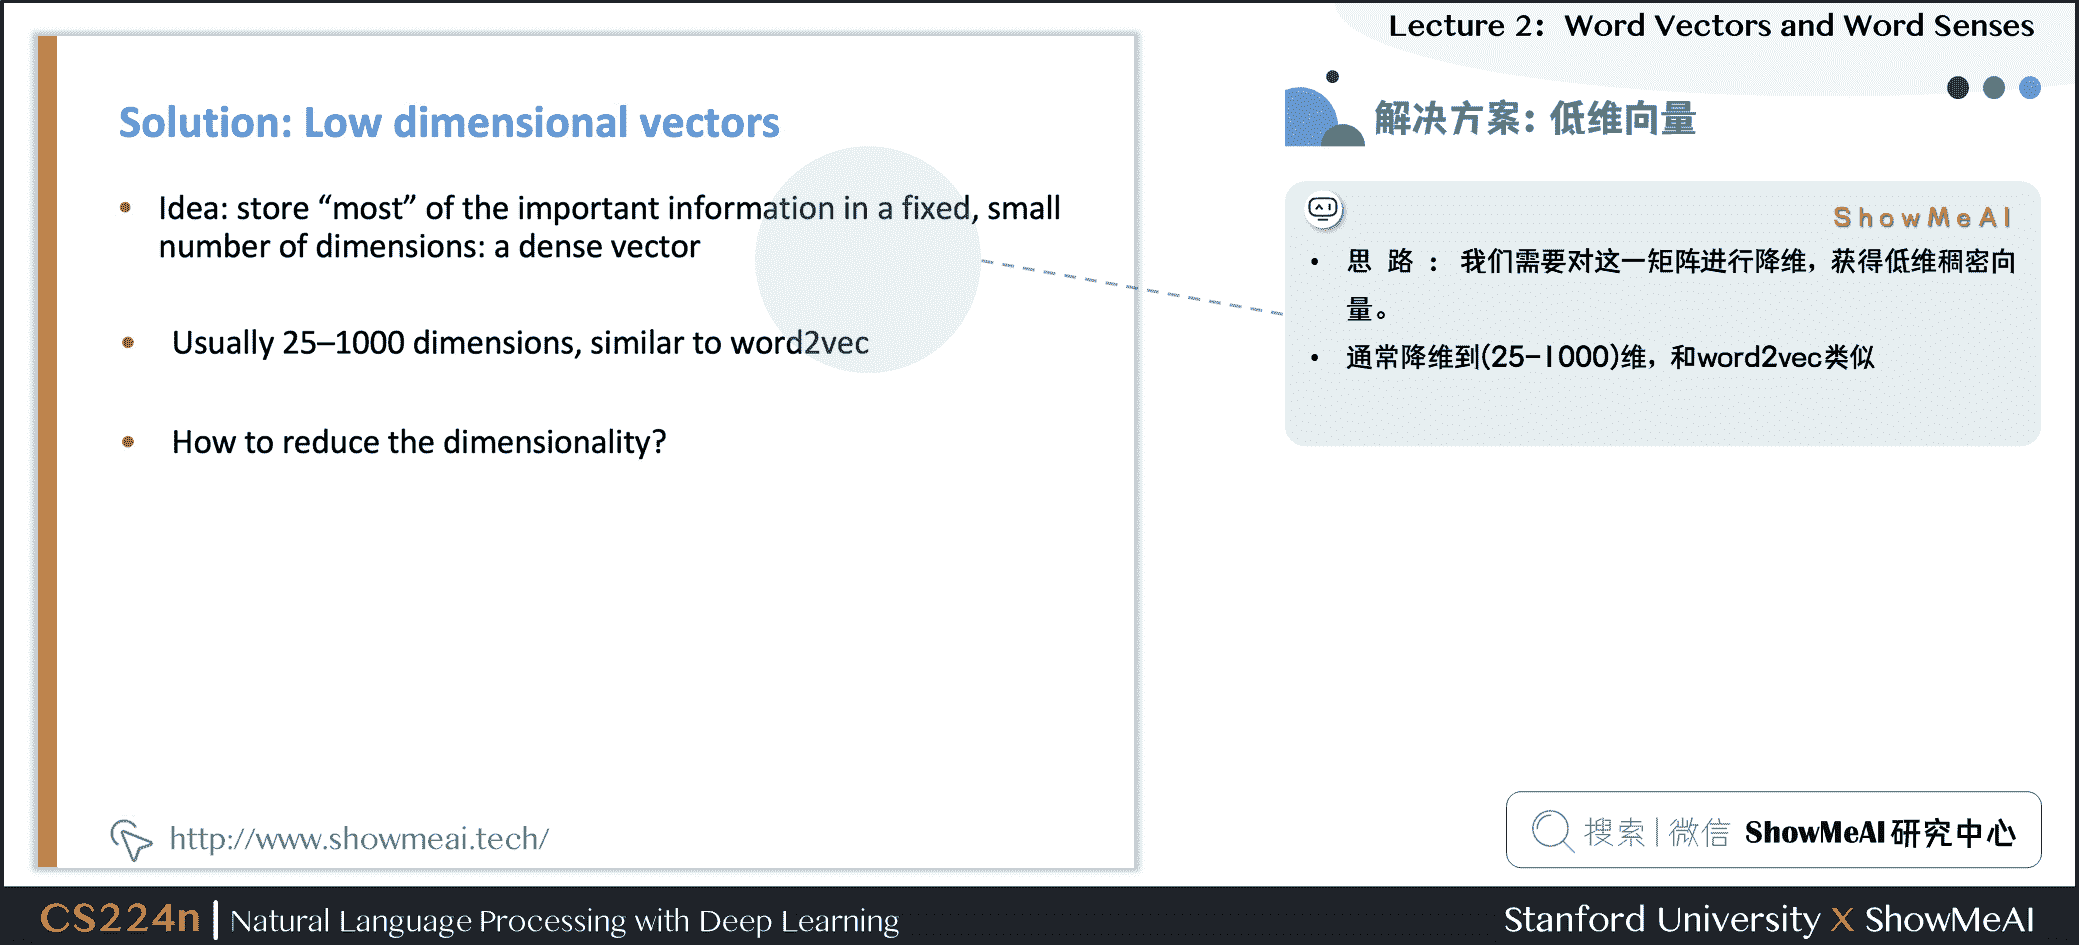 Lecture 2: Word Vectors and Word Senses
Solution: Low dimensional vectors
• Idea: store “most” of the important information in a fixed, small
number of dimensions: a dense vector
• Usually 25–1000 dimensions, similar to word2vec
• How to reduce the dimensionality?
http://www.showmeai.tech/
解决方案: 低维向量
ShowMeAI
• 思路：我们需要对这一矩阵进行降维，获得低维稠密向
量。
• 通常降维到(25-1000)维，和word2vec类似
搜索|微信 ShowMeAI研究中心
CS224n | Natural Language Processing with Deep Learning
Stanford University X ShowMeAI